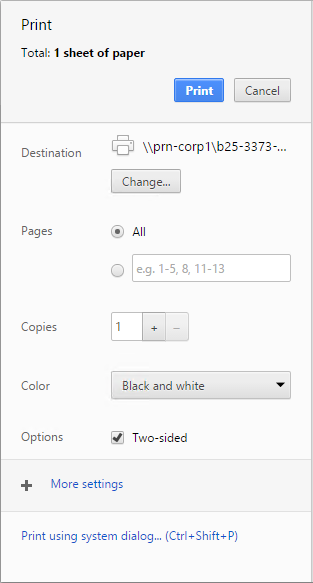 Print
Total: 1 sheet of paper
Print Cancel
Destination \\prn-corp1\b25-3373-...
Change...
Pages All
e.g. 1-5, 8, 11-13
Copies 1 + −
Color Black and white
Options Two-sided
+ More settings
Print using system dialog... (Ctrl+Shift+P)